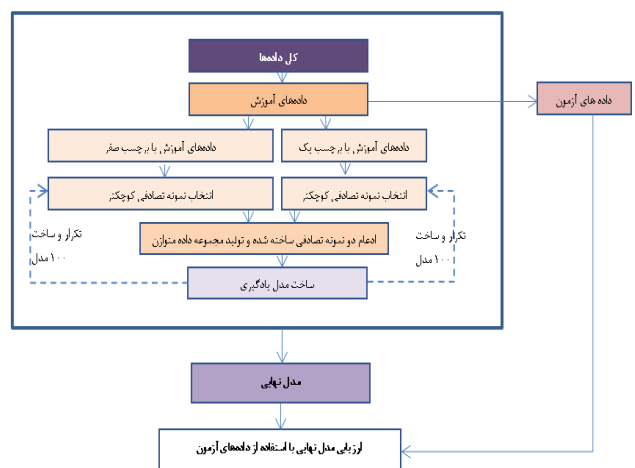 کل داده‌ها
داده‌های آموزش
داده های آزمون
داده‌های آموزش با برچسب یک
داده‌های آموزش با برچسب صفر
انتخاب نمونه تصادفی کوچکتر
انتخاب نمونه تصادفی کوچکتر
تکرار و ساخت
۱۰۰ مدل
تکرار و ساخت
۱۰۰ مدل
ادغام دو نمونه تصادفی ساخته شده و تولید مجموعه داده متوازن
ساخت مدل یادگیری
مدل نهایی
ارزیابی مدل نهایی با استفاده از داده‌های آزمون